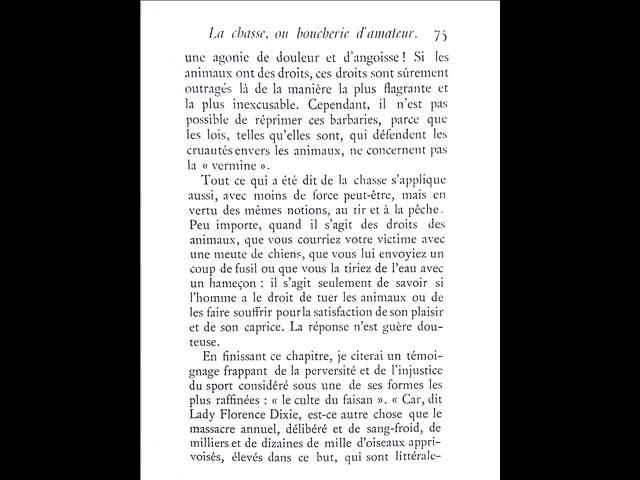 La chasse, ou boucherie d'amateur. 75
une agonie de douleur et d'angoisse! Si les
animaux ont des droits, ces droits sont sûrement
outragés là de la manière la plus flagrante et
la plus inexcusable. Cependant, il n'est pas
possible de réprimer ces barbaries, parce que
les lois, telles qu'elles sont, qui défendent les
cruautés envers les animaux, ne concernent pas
la « vermine ».
Tout ce qui a été dit de la chasse s'applique
aussi, avec moins de force peut-être, mais en
vertu des mêmes notions, au tir et à la pêche.
Peu importe, quand il s'agit des droits des
animaux, que vous courriez votre victime avec
une meute de chiens, que vous lui envoyiez un
coup de fusil ou que vous la tiriez de l'eau avec
un hameçon ; il s'agit seulement de savoir si
l'homme a le droit de tuer les animaux ou de
les faire souffrir pour la satisfaction de son plaisir
et de son caprice. La réponse n'est guère dou-
teuse.
En finissant ce chapitre, je citerai un témoi-
gnage frappant de la perversité et de l'injustice
du sport considéré sous une de ses formes les
plus raffinées : « le culte du faisan ». « Car, dit
Lady Florence Dixie, est-ce autre chose que le
massacre annuel, délibéré et de sang-froid, de
milliers et de dizaines de mille d'oiseaux appri-
voisés, élevés dans ce but, qui sont littérale-